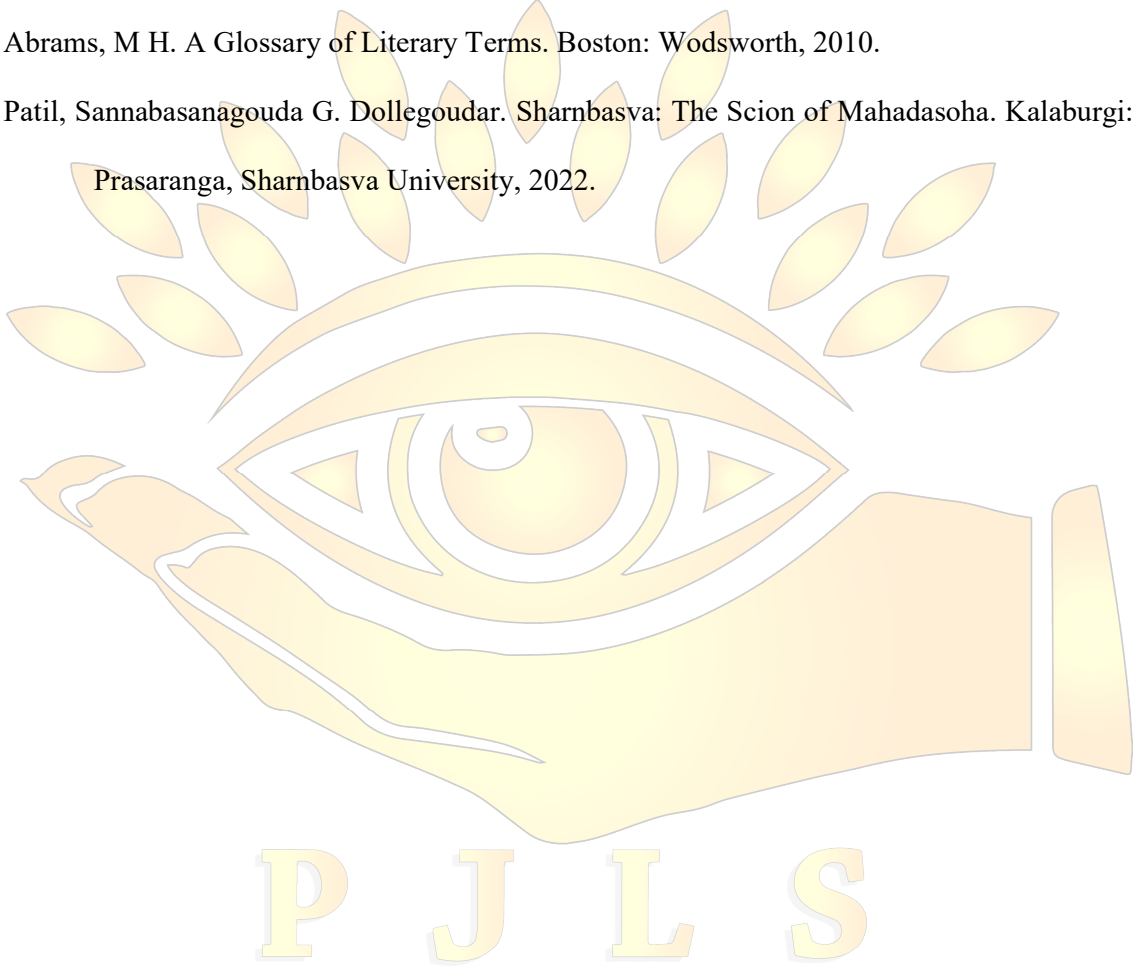 Abrams, M H. A Glossary of Literary Terms. Boston: Wodsworth, 2010.
Patil, Sannabasanagouda G. Dollegoudar. Sharnbasva: The Scion of Mahadasoha. Kalaburgi:
Prasaranga, Sharnbasva University, 2022.
P J L S